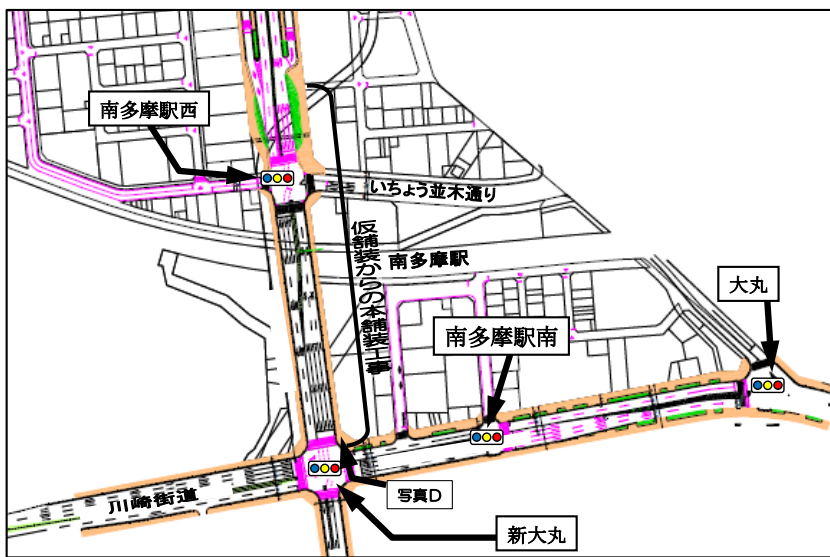 南多摩駅西
いちょう並木通り
仮舗装からの本舗装工事
南多摩駅
大丸
南多摩駅南
川崎街道
写真D
新大丸